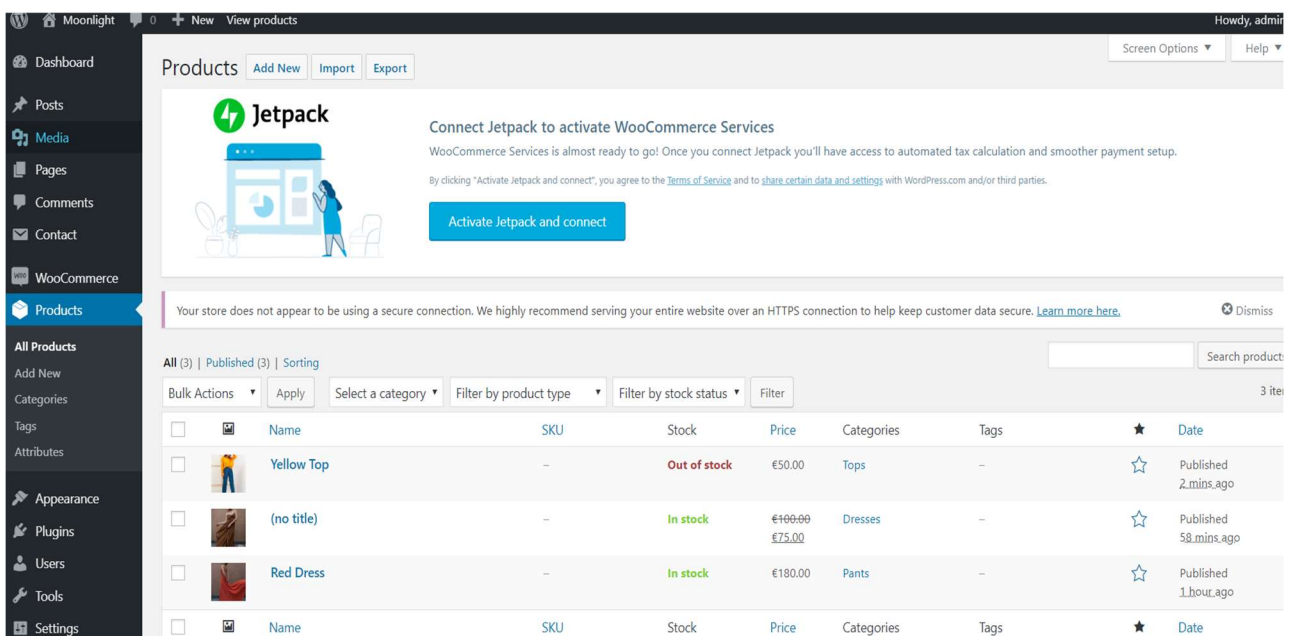 Moonlight 0 + New View products Howdy, admin
Screen Options ▼ Help ▼
Dashboard
Posts
Media
Pages
Comments
Contact
WooCommerce
Products
All Products
Add New
Categories
Tags
Attributes
Appearance
Plugins
Users
Tools
Settings
Products Add New Import Export
Jetpack
Connect Jetpack to activate WooCommerce Services
WooCommerce Services is almost ready to go! Once you connect Jetpack you'll have access to automated tax calculation and smoother payment setup.
By clicking "Activate Jetpack and connect", you agree to the Terms of Service and to share certain data and settings with WordPress.com and/or third parties.
Activate Jetpack and connect
Your store does not appear to be using a secure connection. We highly recommend serving your entire website over an HTTPS connection to help keep customer data secure. Learn more here. Dismiss
All (3) | Published (3) | Sorting
Search products
Bulk Actions ▼ Apply Select a category ▼ Filter by product type ▼ Filter by stock status ▼ Filter 3 ite
Name SKU Stock Price Categories Tags ★ Date
Yellow Top – Out of stock €50.00 Tops – ☆ Published
2 mins ago
(no title) – In stock €100.00 Dresses – ☆ Published
€75.00 58 mins ago
Red Dress – In stock €180.00 Pants – ☆ Published
1 hour ago
Name SKU Stock Price Categories Tags ★ Date